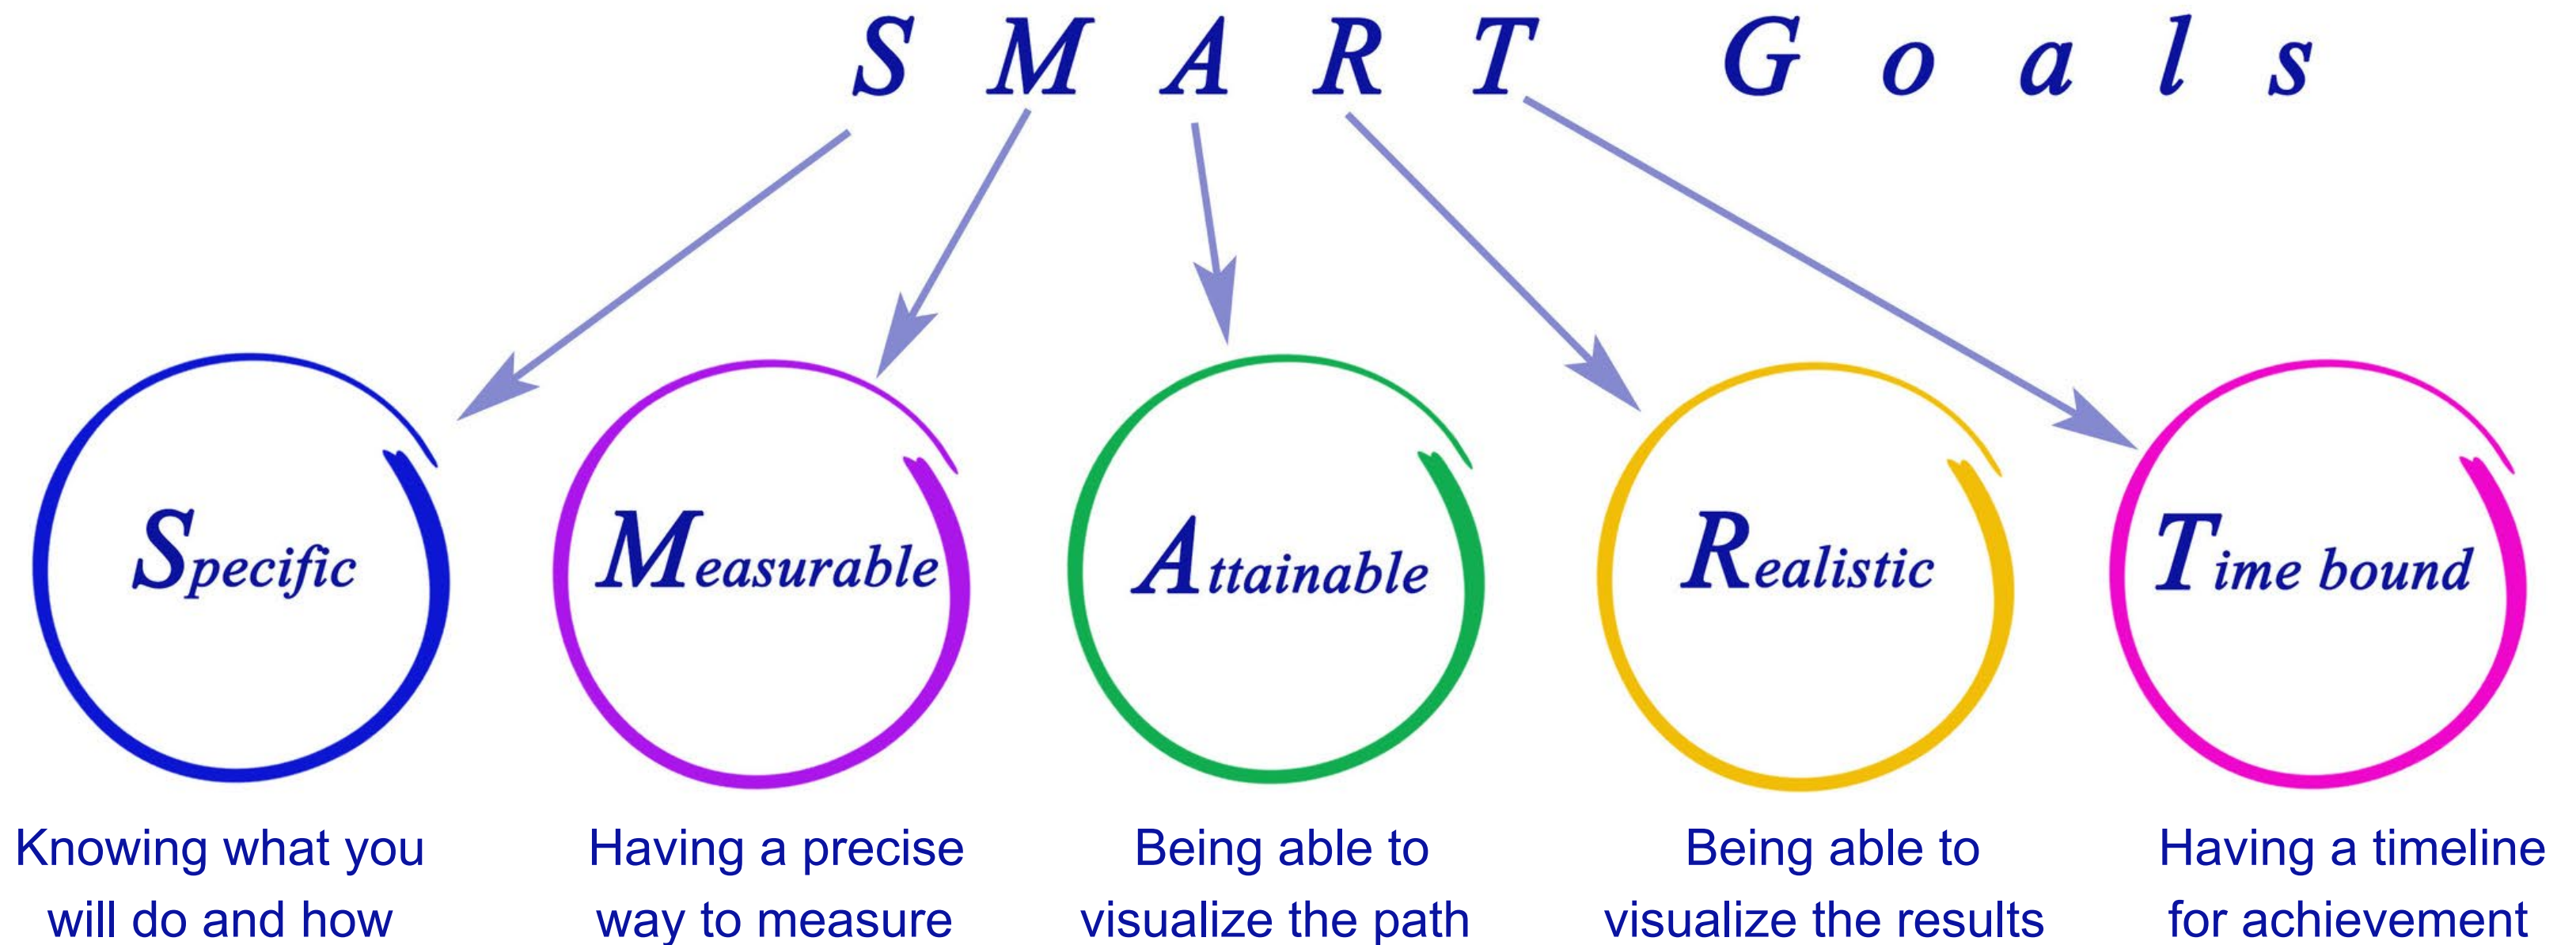 SMART Goals
Specific
Measurable
Attainable
Realistic
Time bound
Knowing what you
will do and how
Having a precise
way to measure
Being able to
visualize the path
Being able to
visualize the results
Having a timeline
for achievement